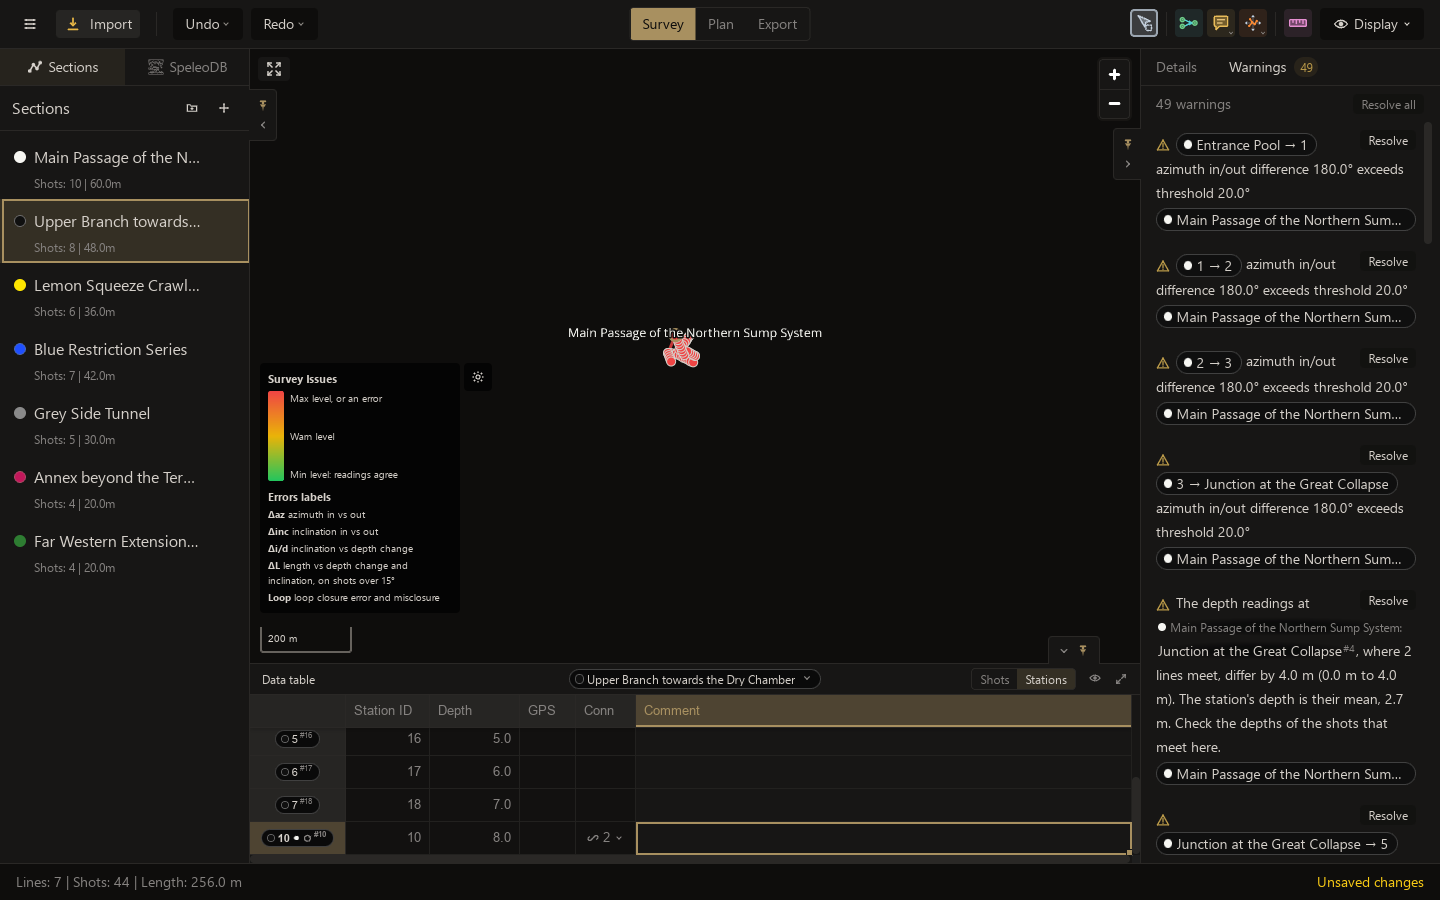 Import
Undo
Redo
Survey
Plan
Export
Display
Sections
SpeleoDB
Sections
Main Passage of the N...
Shots: 10 | 60.0m
Upper Branch towards...
Shots: 8 | 48.0m
Lemon Squeeze Crawl...
Shots: 6 | 36.0m
Blue Restriction Series
Shots: 7 | 42.0m
Grey Side Tunnel
Shots: 5 | 30.0m
Annex beyond the Ter...
Shots: 4 | 20.0m
Far Western Extension...
Shots: 4 | 20.0m
Main Passage of the Northern Sump System
Survey Issues
Max level, or an error
Warn level
Min level: readings agree
Errors labels
Δaz azimuth in vs out
Δinc inclination in vs out
Δi/d inclination vs depth change
ΔL length vs depth change and
inclination, on shots over 15°
Loop loop closure error and misclosure
200 m
Data table
Upper Branch towards the Dry Chamber
Shots
Stations
Station ID Depth GPS Conn Comment
5 #16 16 5.0
6 #17 17 6.0
7 #18 18 7.0
10 #10 10 8.0 2
Details
Warnings 49
49 warnings
Resolve all
Entrance Pool → 1
Resolve
azimuth in/out difference 180.0° exceeds
threshold 20.0°
Main Passage of the Northern Sum...
1 → 2 azimuth in/out
Resolve
difference 180.0° exceeds threshold 20.0°
Main Passage of the Northern Sum...
2 → 3 azimuth in/out
Resolve
difference 180.0° exceeds threshold 20.0°
Main Passage of the Northern Sum...
Resolve
3 → Junction at the Great Collapse
azimuth in/out difference 180.0° exceeds
threshold 20.0°
Main Passage of the Northern Sum...
The depth readings at
Resolve
Main Passage of the Northern Sump System:
Junction at the Great Collapse#4, where 2
lines meet, differ by 4.0 m (0.0 m to 4.0
m). The station's depth is their mean, 2.7
m. Check the depths of the shots that
meet here.
Main Passage of the Northern Sum...
Resolve
Junction at the Great Collapse → 5
Lines: 7 | Shots: 44 | Length: 256.0 m
Unsaved changes